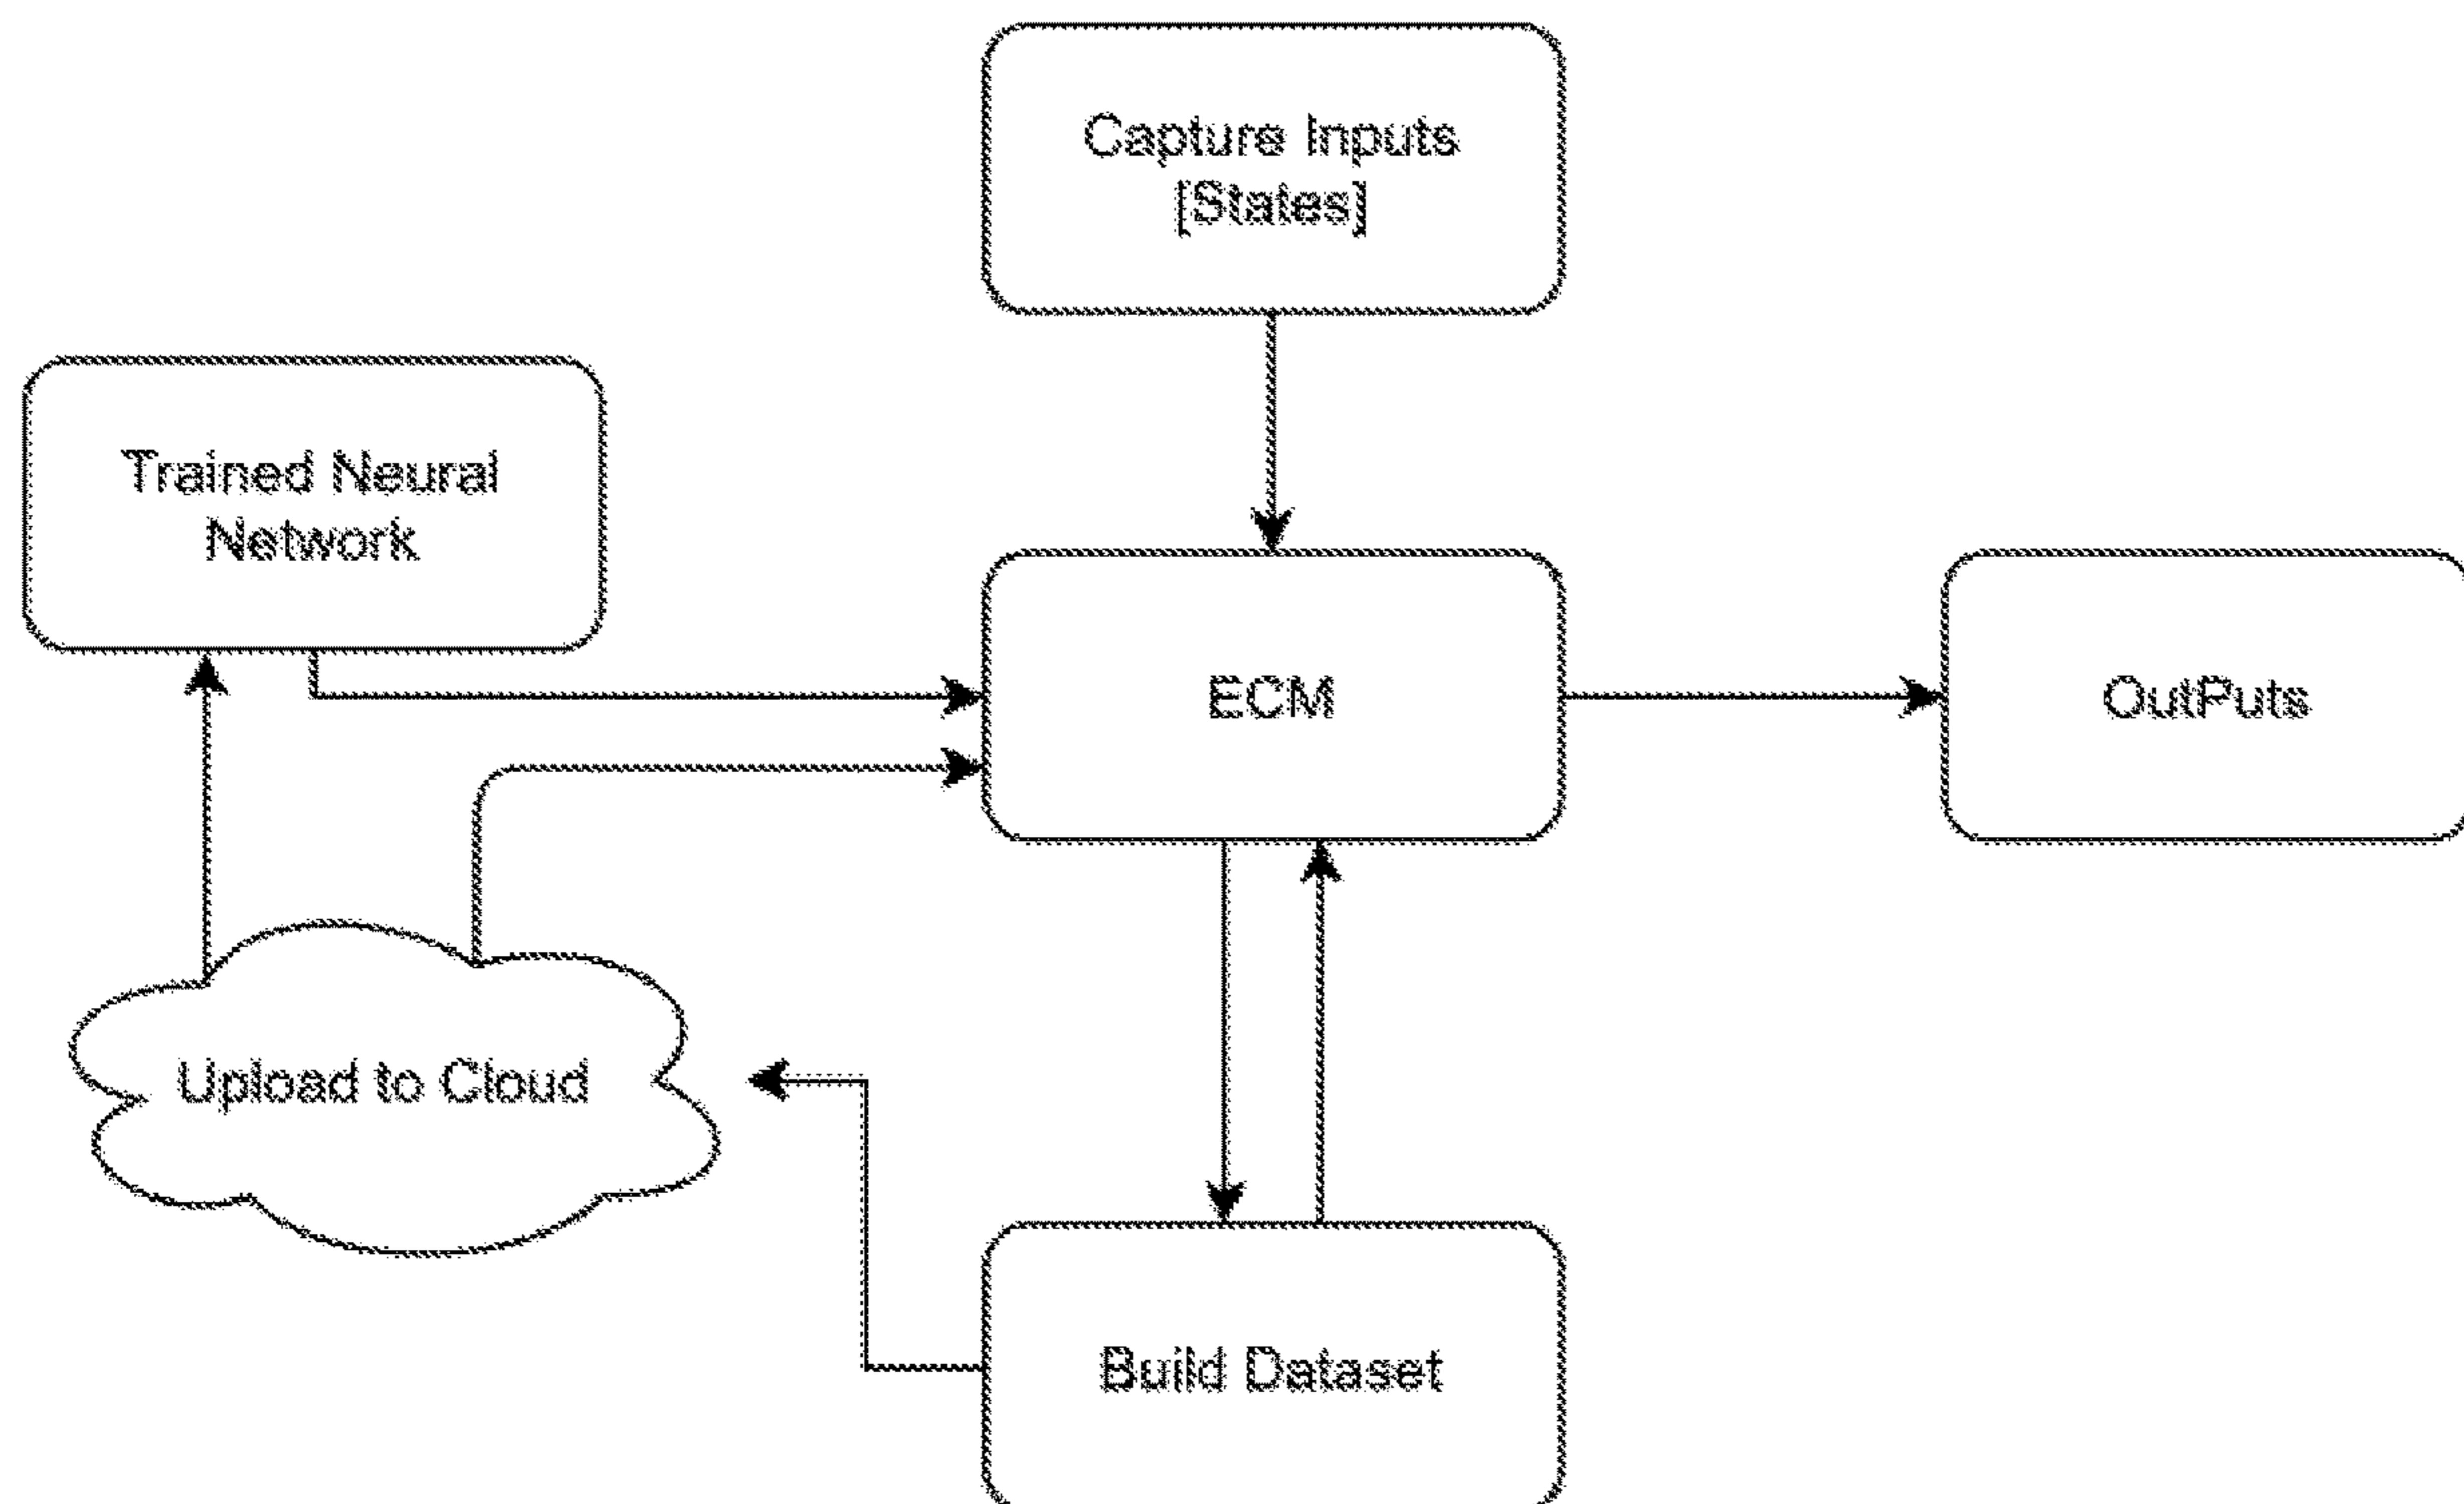 Capture Inputs
[States]
Trained Neural
Network
ECM
OutPuts
Upload to Cloud
Build Dataset